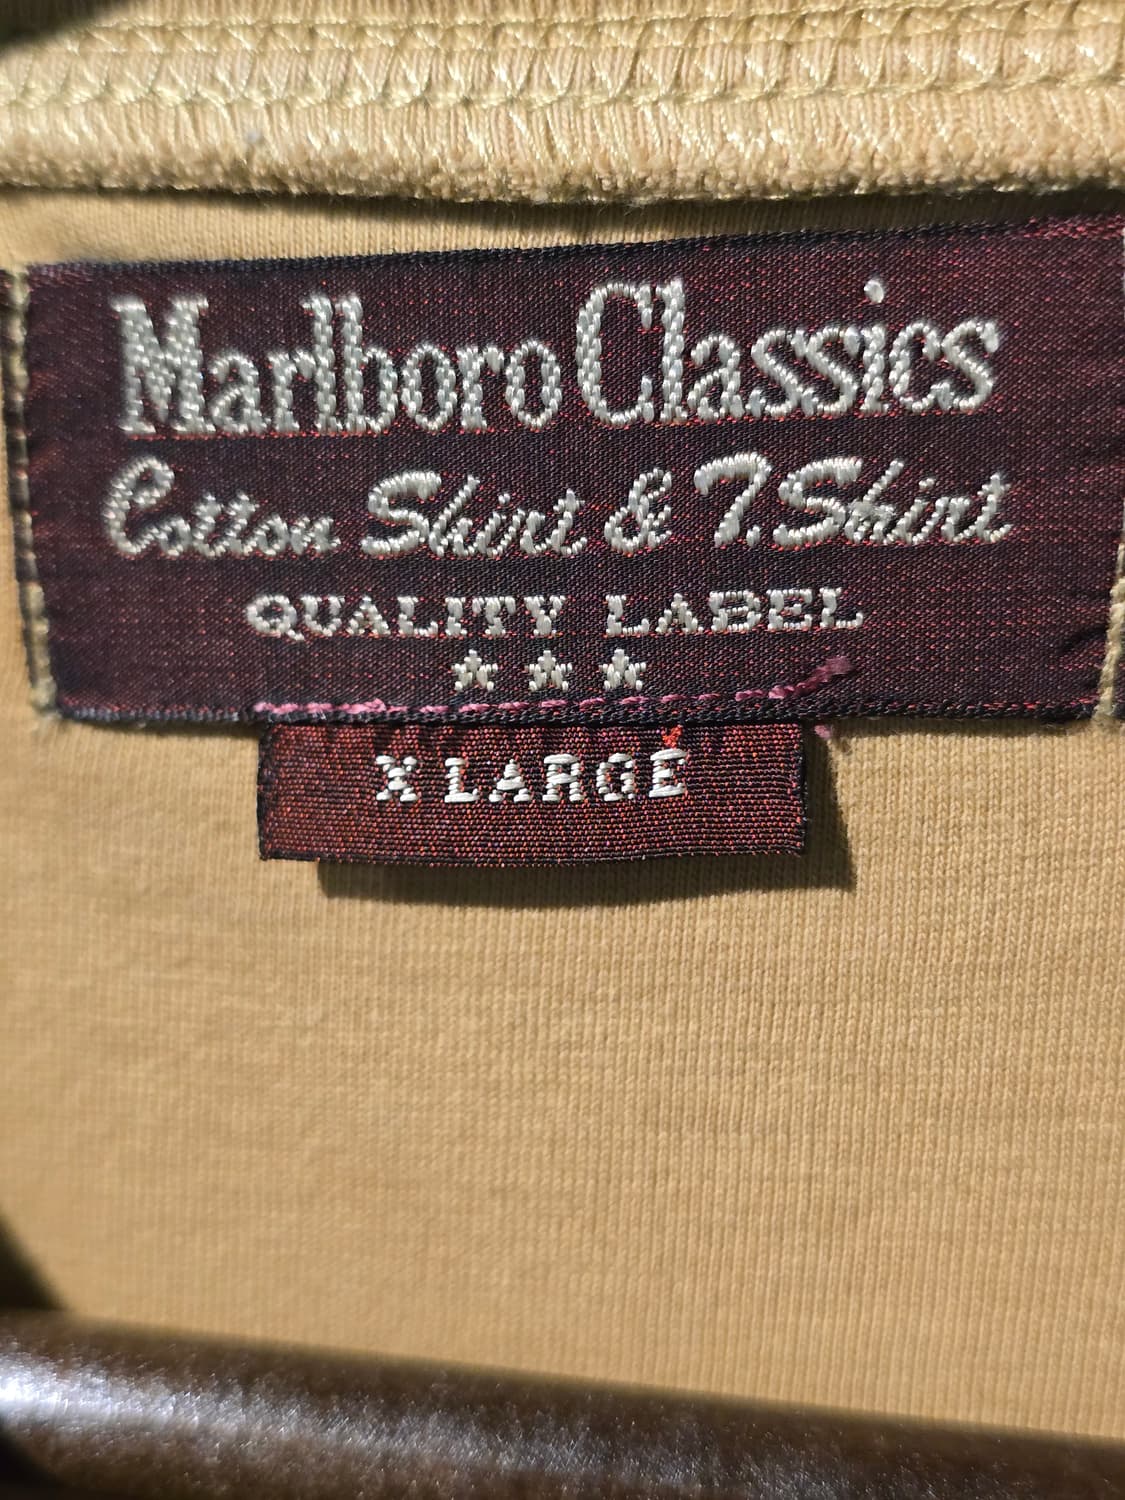 Marlboro Classics
Cotton Shirt & T.Shirt
QUALITY LABEL
X LARGE